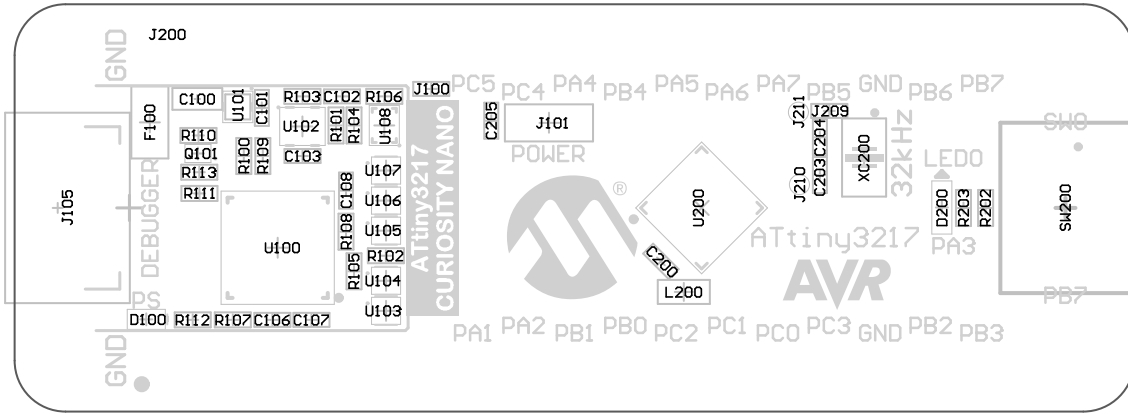 J200
GND
J100
PC5 PC4 PA4 PB4 PA5 PA6 PA7 PB5 GND PB6 PB7
C100
U101
C101
R103
C102
R106
F100
U102
R101
R104
U108
C205
J101
POWER
J211
J209
C204
XC200
32kHz
SW0
R110
Q101
R113
R111
R100
R109
C103
U107
U106
U105
R102
U104
U103
C108
R108
R105
U100
J105
DEBUGGER
PS
ATtiny3217
CURIOSITY NANO
®
U200
C200
L200
J210
C203
LED0
D200
R203
R202
SW200
ATtiny3217
PA3
AVR
PB7
D100
R112
R107
C106
C107
GND
PA1 PA2 PB1 PB0 PC2 PC1 PC0 PC3 GND PB2 PB3